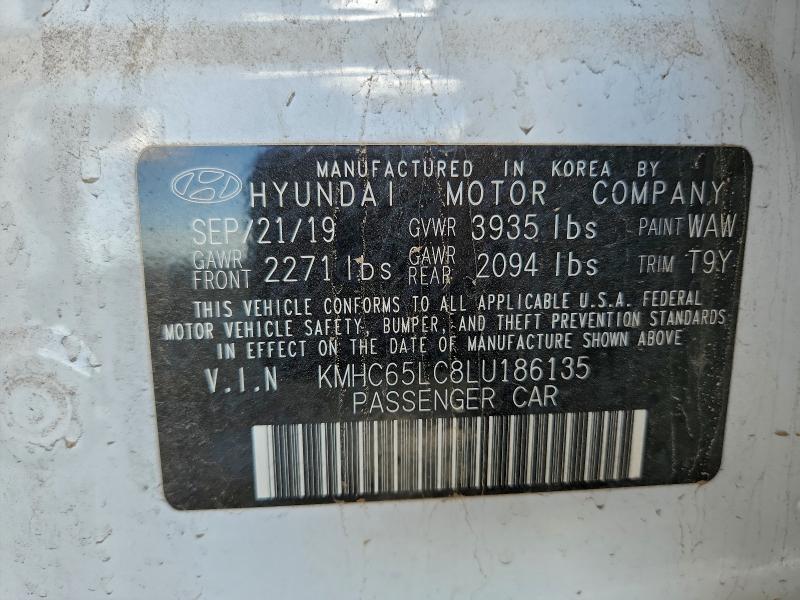 MANUFACTURED IN KOREA BY
HYUNDAI MOTOR COMPANY
SEP/21/19 GVWR 3935 lbs PAINT WAW
GAWR FRONT 2271 lbs GAWR REAR 2094 lbs TRIM T9Y
THIS VEHICLE CONFORMS TO ALL APPLICABLE U.S.A. FEDERAL
MOTOR VEHICLE SAFETY, BUMPER, AND THEFT PREVENTION STANDARDS
IN EFFECT ON THE DATE OF MANUFACTURE SHOWN ABOVE
V.I.N KMHC65LC8LU186135
PASSENGER CAR